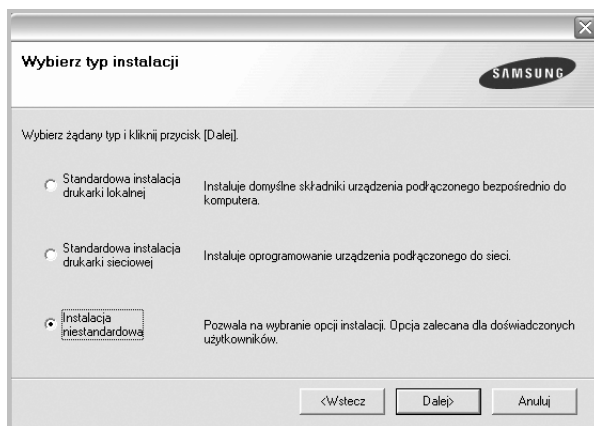 Wybierz typ instalacji
SAMSUNG
Wybierz żądany typ i kliknij przycisk [Dalej].
Standardowa instalacja
drukarki lokalnej
Instaluje domyślne składniki urządzenia podłączonego bezpośrednio do
komputera.
Standardowa instalacja
drukarki sieciowej
Instaluje oprogramowanie urządzenia podłączonego do sieci.
Instalacja
niestandardowa
Pozwala na wybranie opcji instalacji. Opcja zalecana dla doświadczonych
użytkowników.
<Wstecz
Dalej>
Anuluj